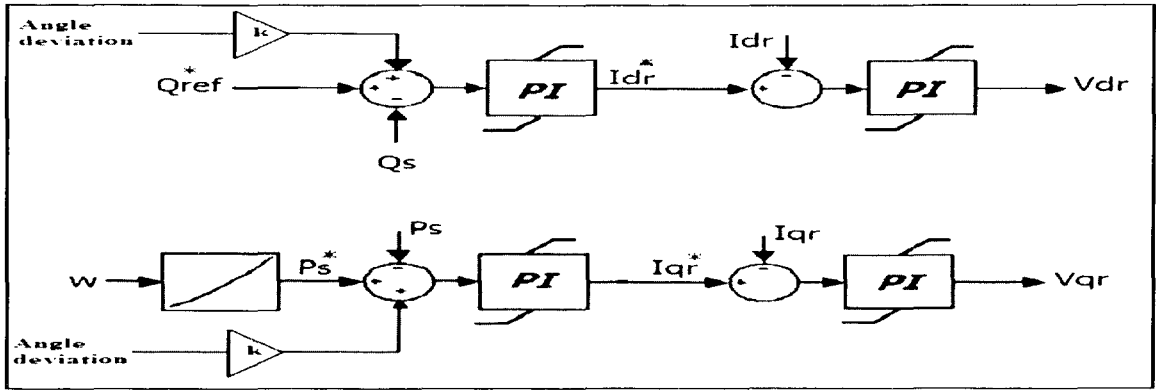 Angle
deviation
k
Qref*
+
+
-
Qs
PI
Idr*
Idr
+
-
PI
Vdr
w
Ps*
Ps
-
+
+
PI
Iqr*
Iqr
+
-
PI
Vqr
Angle
deviation
k